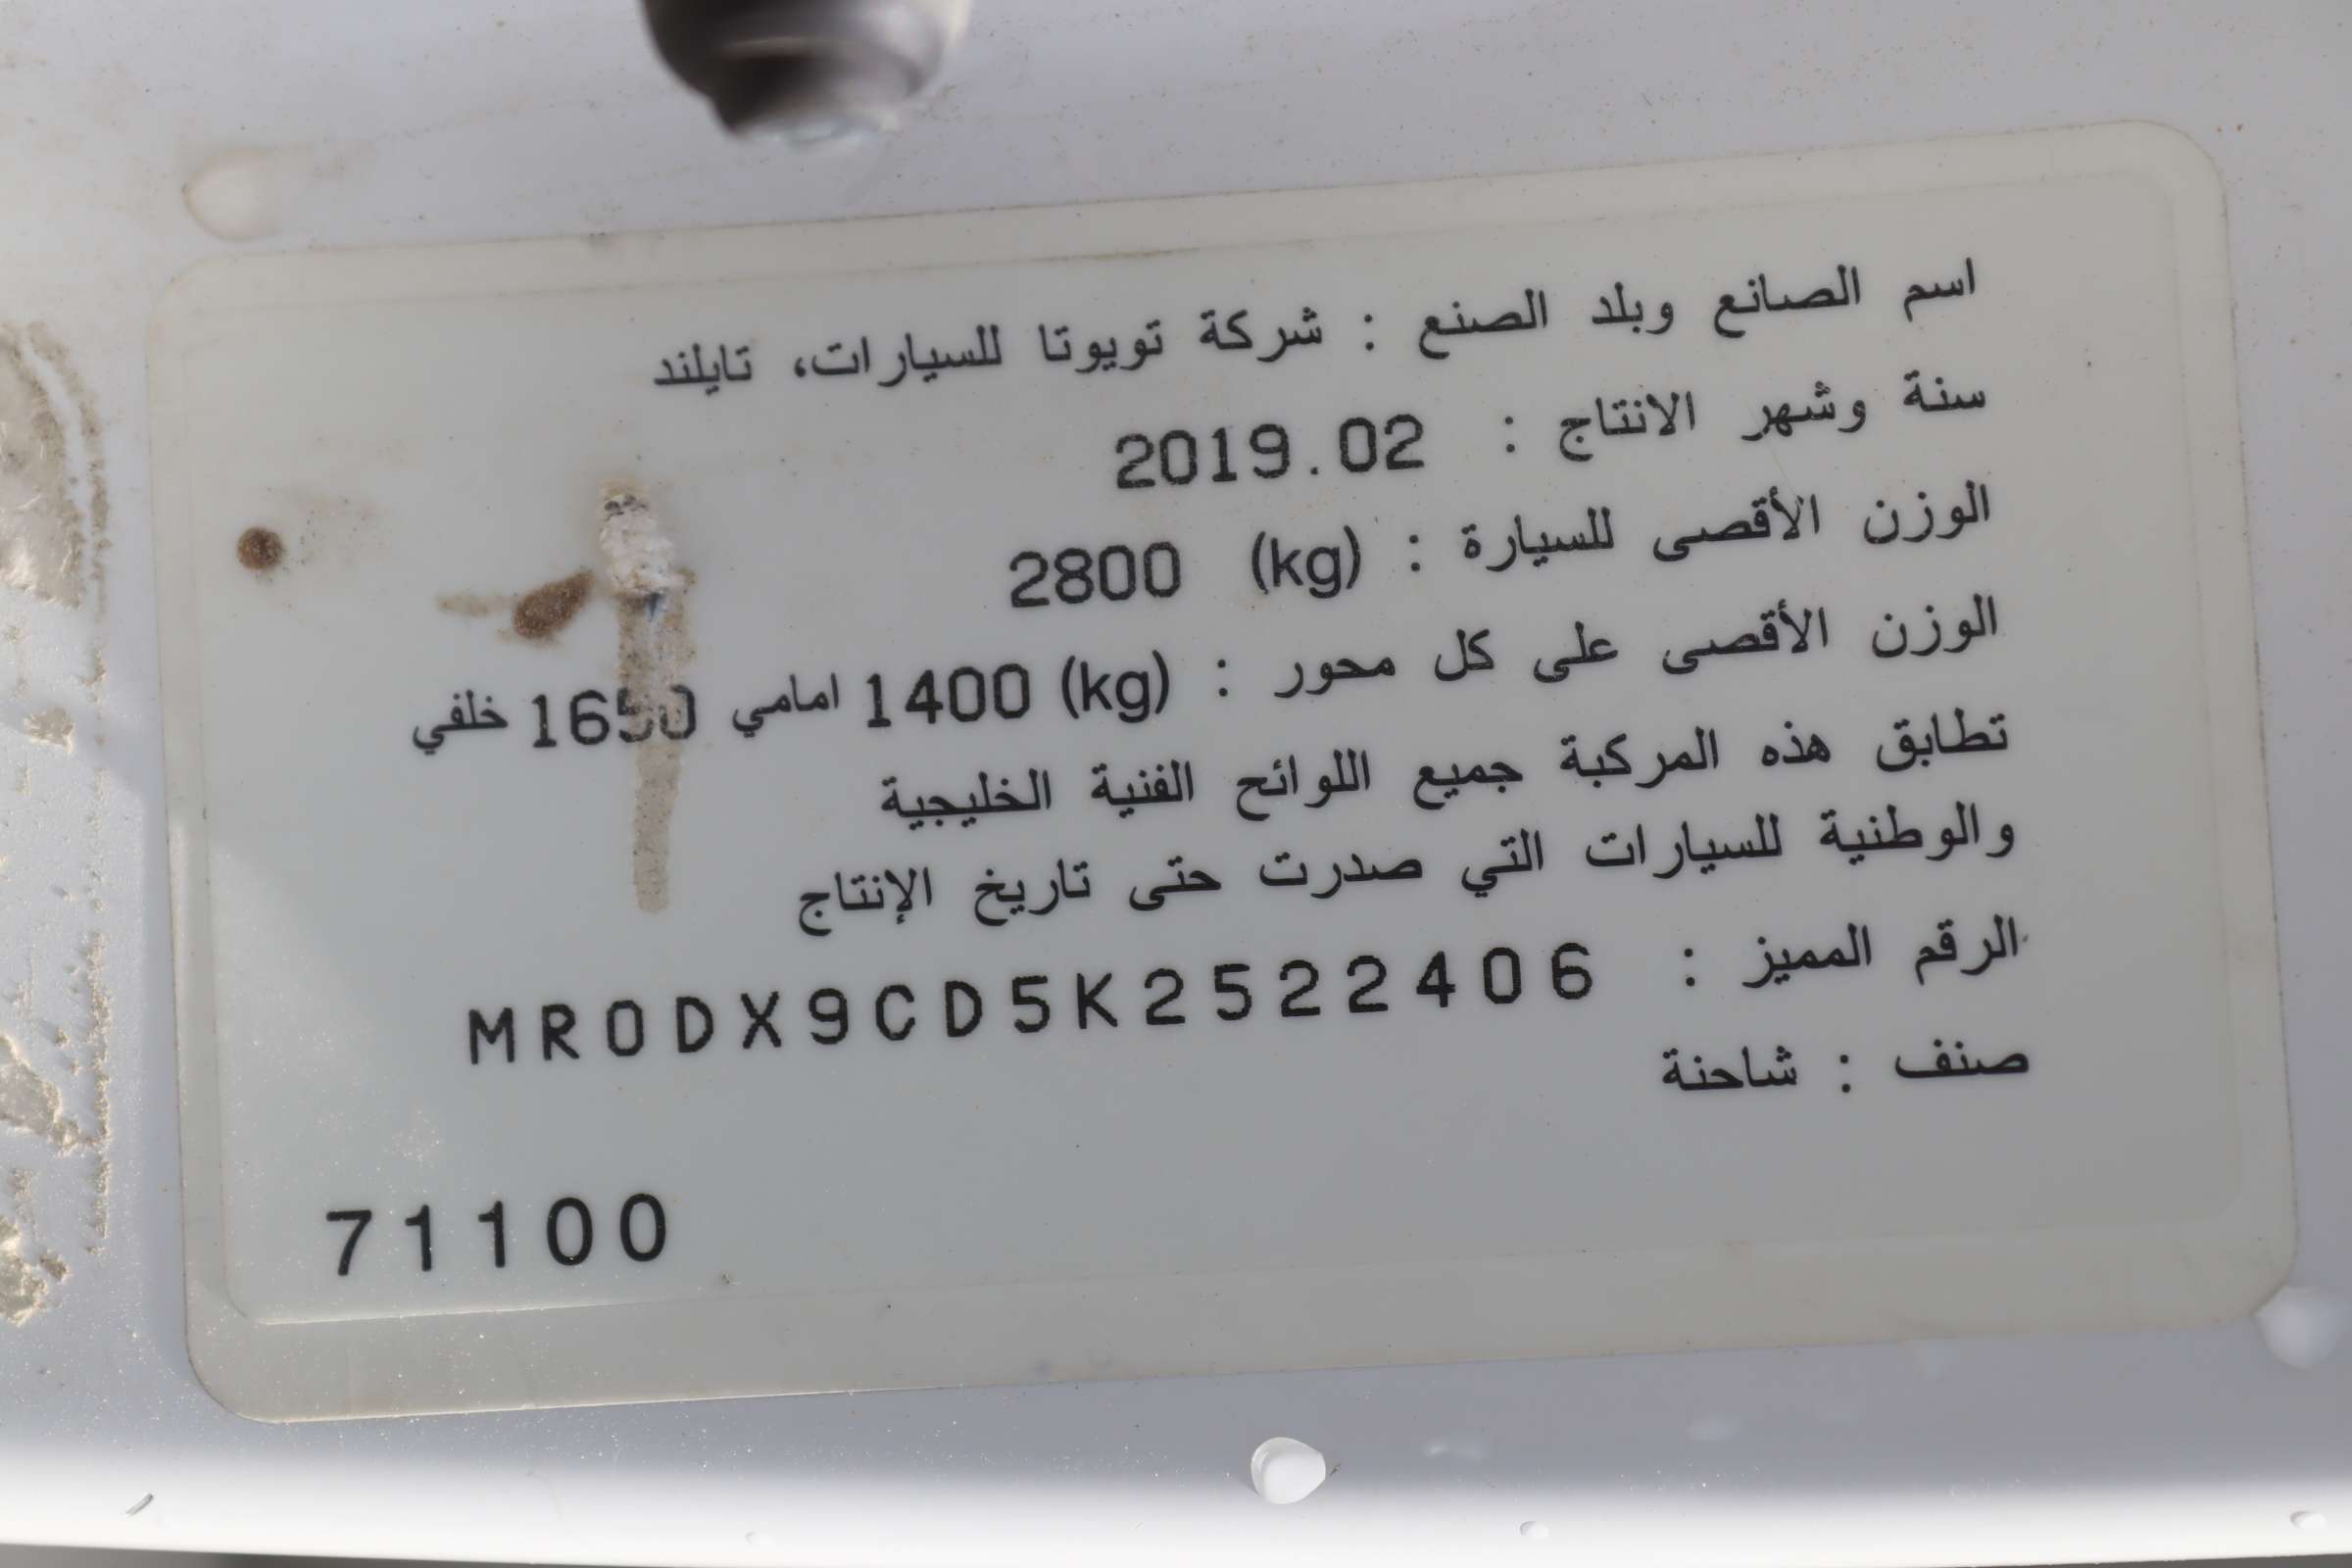 اسم الصانع وبلد الصنع : شركة تويوتا للسيارات، تايلند
سنة وشهر الانتاج : 2019.02
الوزن الأقصى للسيارة : (kg) 2800
الوزن الأقصى على كل محور : (kg) 1400 امامي 1650 خلفي
تطابق هذه المركبة جميع اللوائح الفنية الخليجية
والوطنية للسيارات التي صدرت حتى تاريخ الإنتاج
الرقم المميز : MR0DX9CD5K2522406
صنف : شاحنة
71100